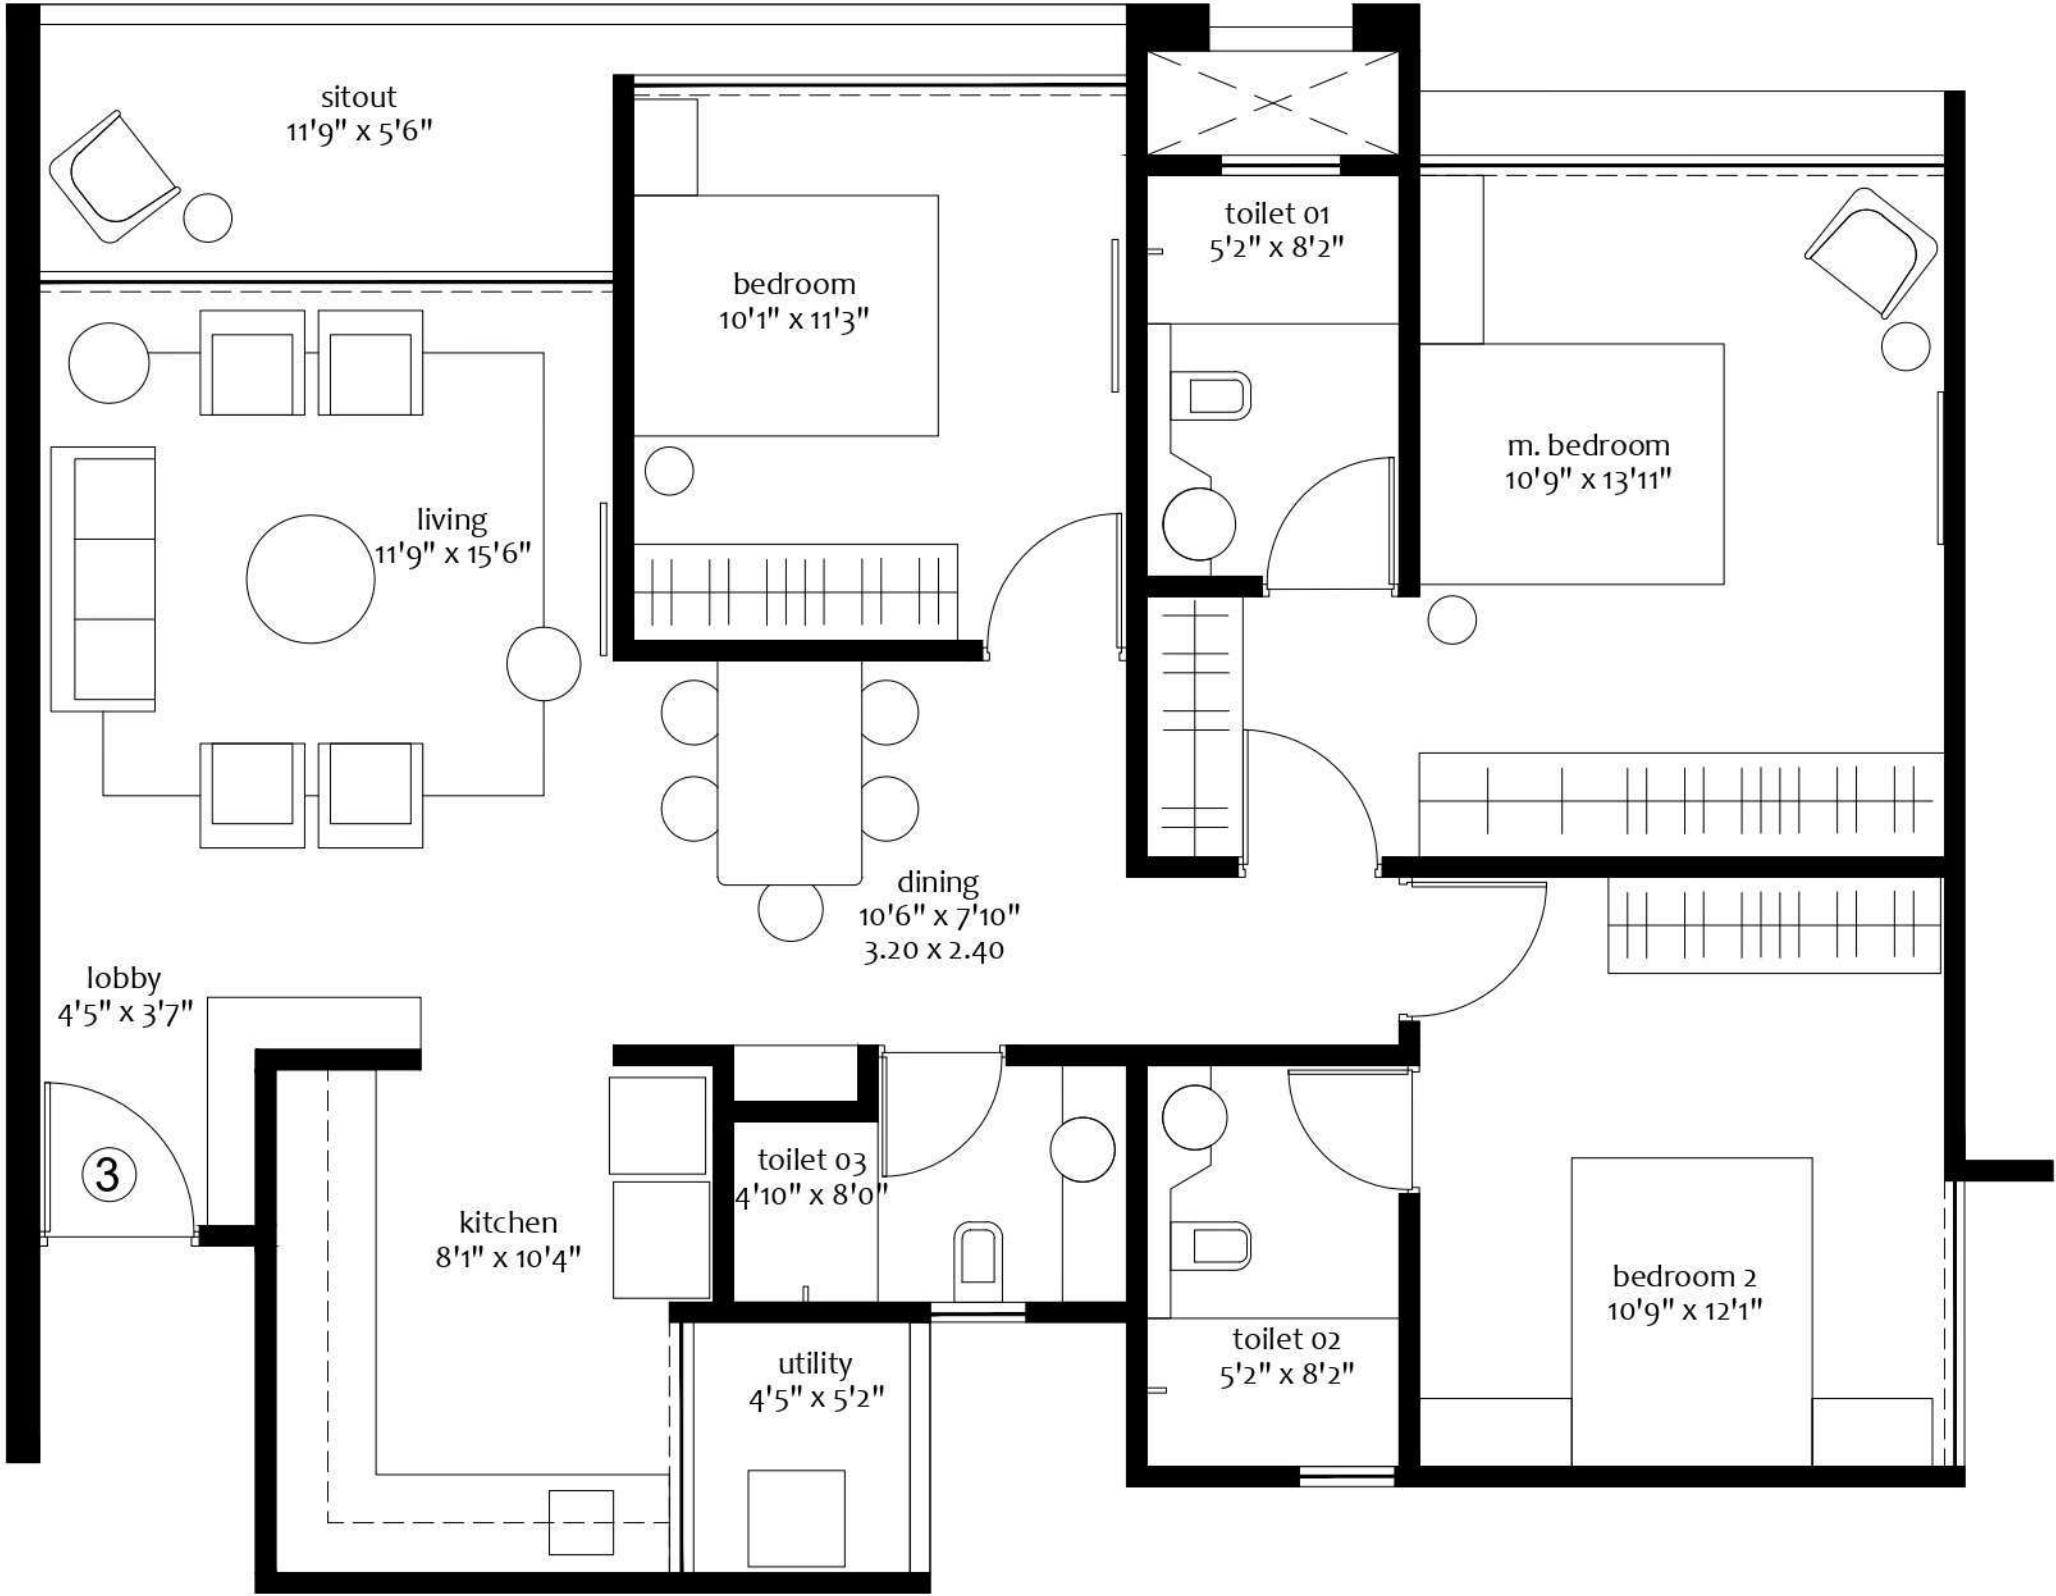 sitout
11'9" x 5'6"
bedroom
10'1" x 11'3"
toilet 01
5'2" x 8'2"
m. bedroom
10'9" x 13'11"
living
11'9" x 15'6"
dining
10'6" x 7'10"
3.20 x 2.40
lobby
4'5" x 3'7"
3
kitchen
8'1" x 10'4"
toilet 03
4'10" x 8'0"
utility
4'5" x 5'2"
toilet 02
5'2" x 8'2"
bedroom 2
10'9" x 12'1"